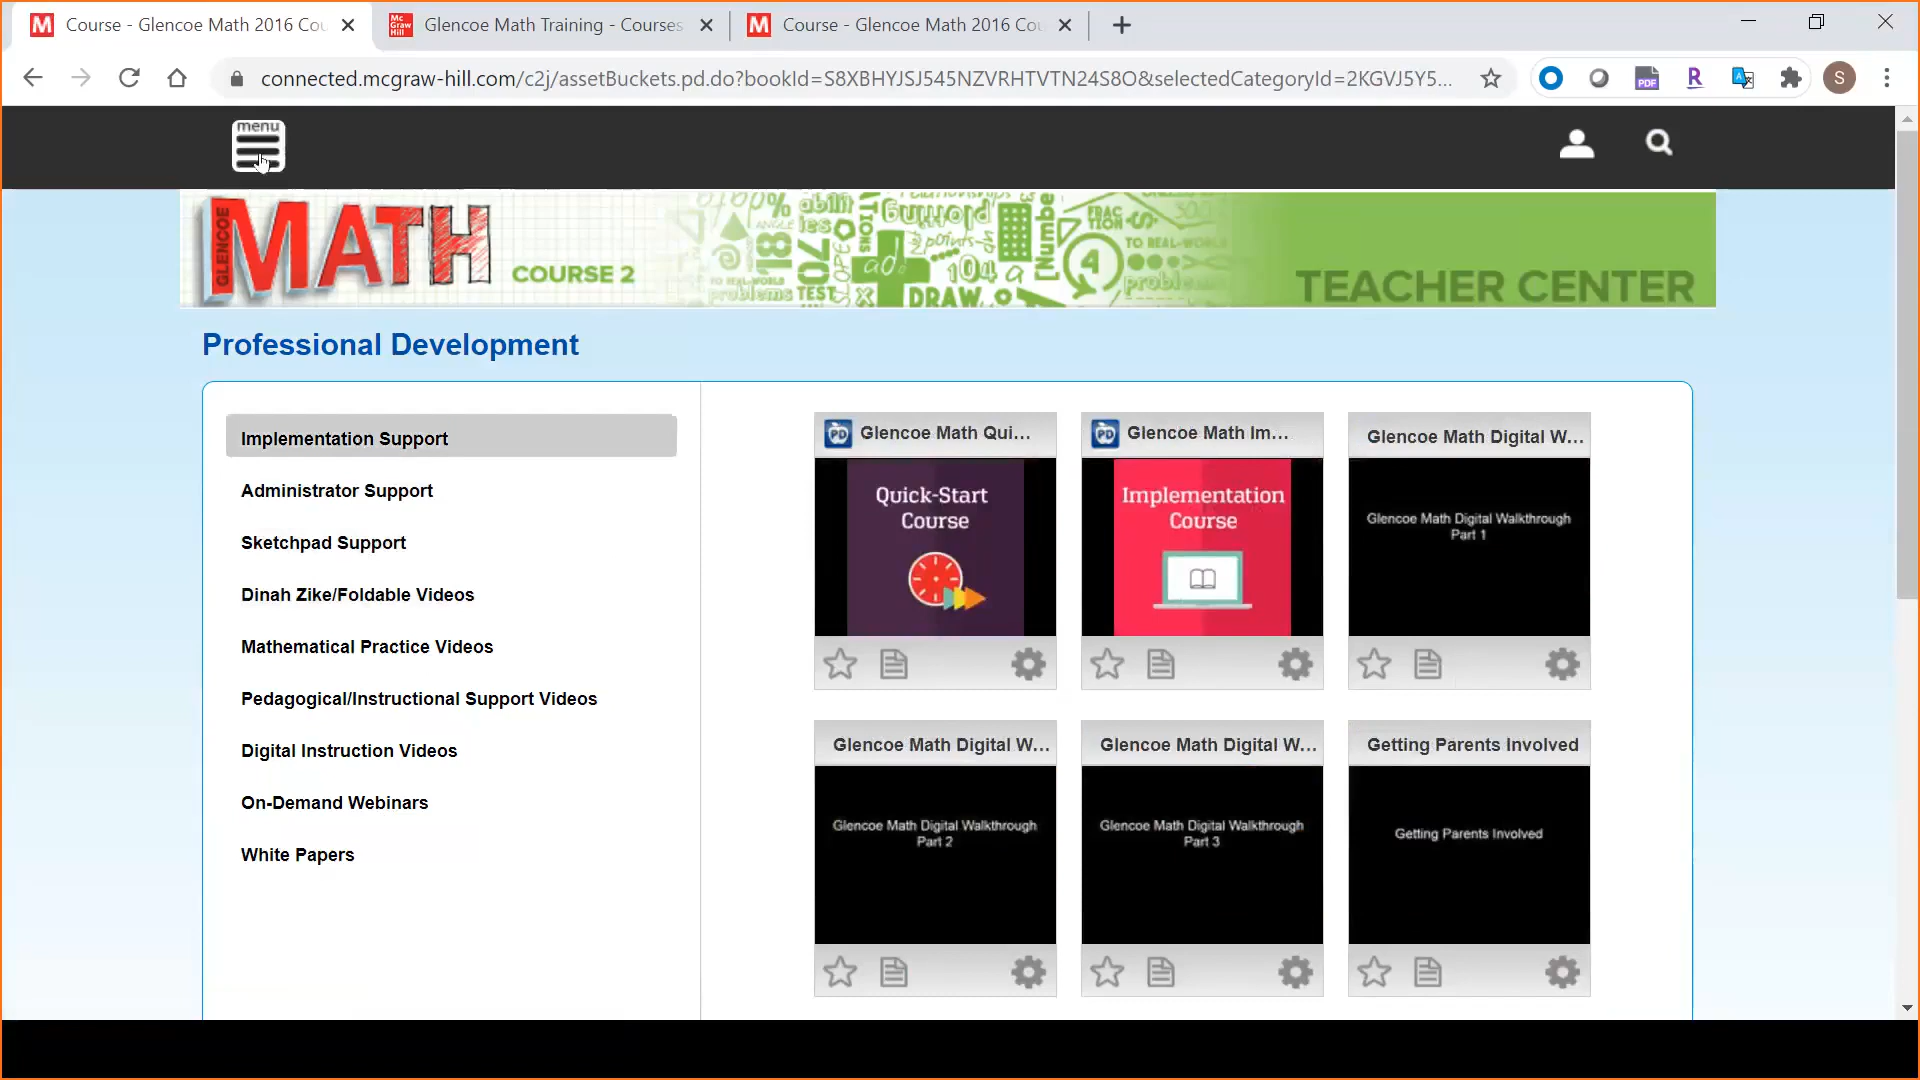 Course - Glencoe Math 2016 Cou
Glencoe Math Training - Courses
Course - Glencoe Math 2016 Cou
connected.mcgraw-hill.com/c2j/assetBuckets.pd.do?bookId=S8XBHYJSJ545NZVRHTVTN24S8O&selectedCategoryId=2KGVJ5Y5...
PDF
R
S
menu
GLENCOE
MATH
COURSE 2
TEACHER CENTER
Professional Development
Implementation Support
Administrator Support
Sketchpad Support
Dinah Zike/Foldable Videos
Mathematical Practice Videos
Pedagogical/Instructional Support Videos
Digital Instruction Videos
On-Demand Webinars
White Papers
PD Glencoe Math Qui...
Quick-Start
Course
PD Glencoe Math Im...
Implementation
Course
Glencoe Math Digital W...
Glencoe Math Digital Walkthrough
Part 1
Glencoe Math Digital W...
Glencoe Math Digital Walkthrough
Part 2
Glencoe Math Digital W...
Glencoe Math Digital Walkthrough
Part 3
Getting Parents Involved
Getting Parents Involved